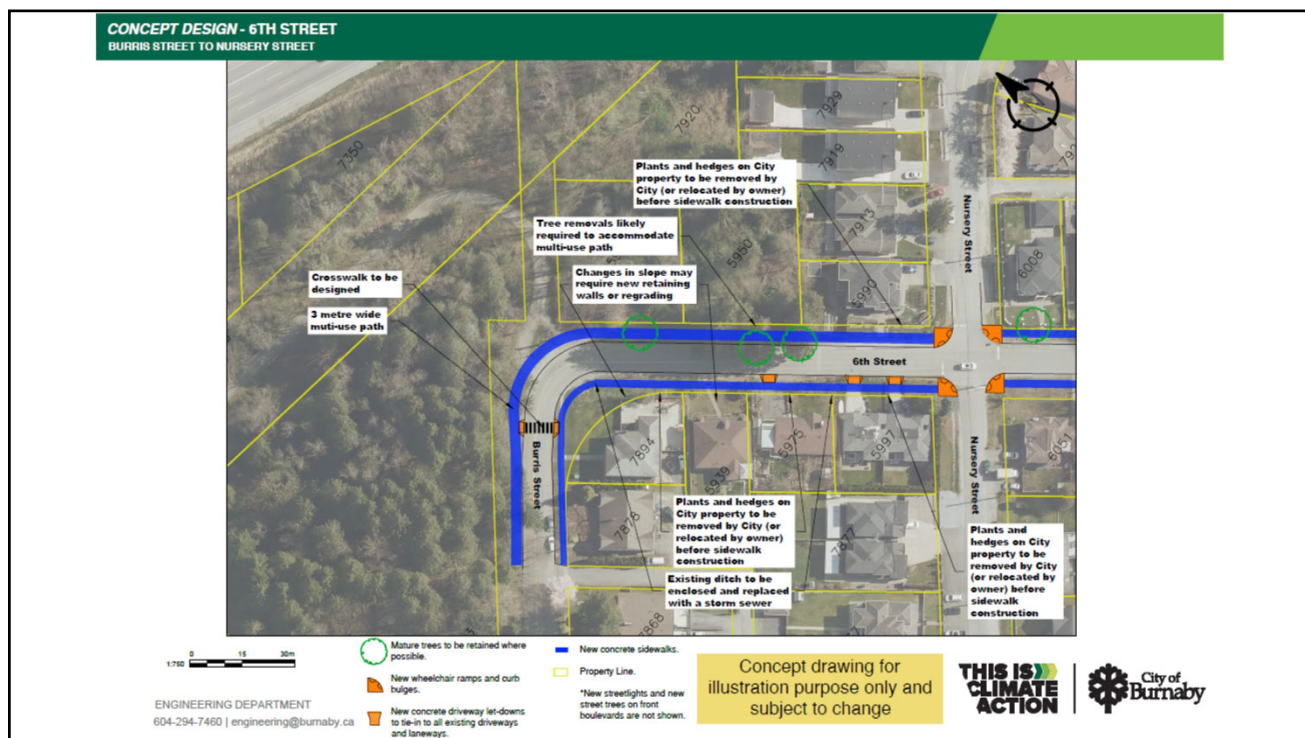 CONCEPT DESIGN - 6TH STREET
BURRIS STREET TO NURSERY STREET
7350
7920
7929
7919
7913
5950
5990
6008
Nursery Street
Plants and hedges on City
property to be removed by
City (or relocated by owner)
before sidewalk construction
Tree removals likely
required to accommodate
multi-use path
Changes in slope may
require new retaining
walls or regrading
Crosswalk to be
designed
3 metre wide
muti-use path
6th Street
Burris Street
Nursery Street
7894
5939
5975
5997
6051
7878
7877
7868
Plants and hedges on
City property to be
removed by City (or
relocated by owner)
before sidewalk
construction
Existing ditch to be
enclosed and replaced
with a storm sewer
Plants and
hedges on City
property to be
removed by City
(or relocated by
owner) before
sidewalk
construction
1:750
0 15 30m
ENGINEERING DEPARTMENT
604-294-7460 | engineering@burnaby.ca
Mature trees to be retained where
possible.
New wheelchair ramps and curb
bulges.
New concrete driveway let-downs
to tie-in to all existing driveways
and laneways.
New concrete sidewalks.
Property Line.
*New streetlights and new
street trees on front
boulevards are not shown.
Concept drawing for
illustration purpose only and
subject to change
THIS IS
CLIMATE
ACTION
City of
Burnaby